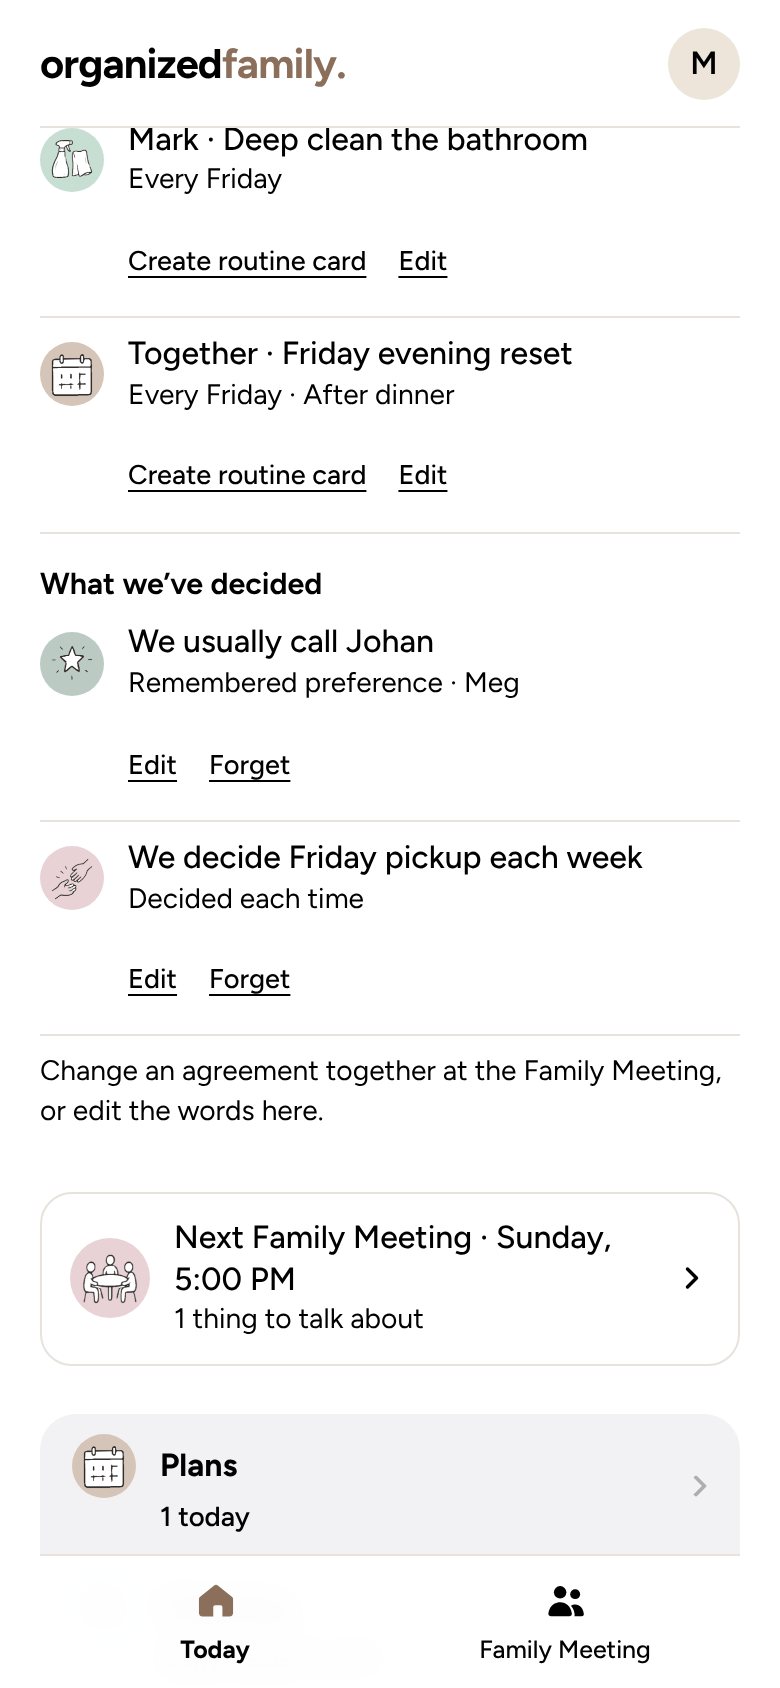 organizedfamily.
M
Mark · Deep clean the bathroom
Every Friday
Create routine card Edit
Together · Friday evening reset
Every Friday · After dinner
Create routine card Edit
What we’ve decided
We usually call Johan
Remembered preference · Meg
Edit Forget
We decide Friday pickup each week
Decided each time
Edit Forget
Change an agreement together at the Family Meeting,
or edit the words here.
Next Family Meeting · Sunday,
5:00 PM
1 thing to talk about
Plans
1 today
Today Family Meeting